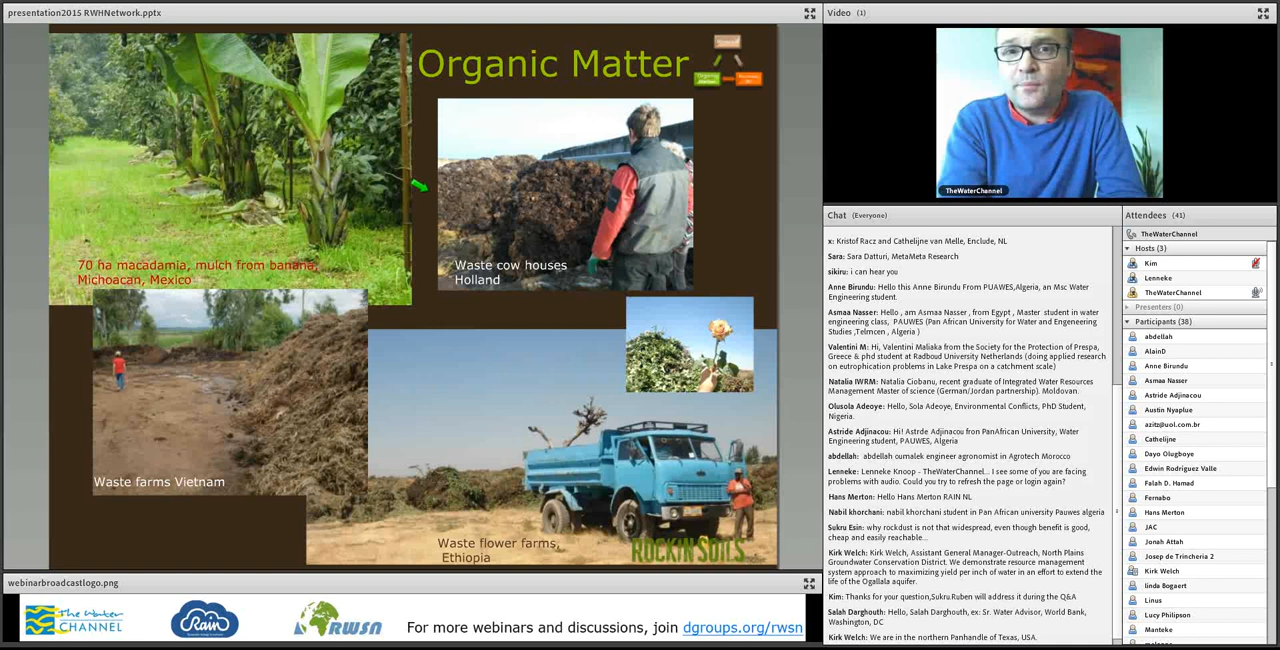 presentation2015 RWHNetwork.pptx
Organic Matter
70 ha macadamia, mulch from banana,
Michoacan, Mexico
Waste cow houses
Holland
Waste farms Vietnam
Waste flower farms,
Ethiopia
ROCKIN SOILS
webinarbroadcastlogo.png
The Water
CHANNEL
Rain
RWSN
For more webinars and discussions, join dgroups.org/rwsn
Video (1)
TheWaterChannel
Chat (Everyone)
x: Kristof Racz and Cathelijne van Melle, Enclude, NL
Sara: Sara Datturi, MetaMeta Research
sikiru: i can hear you
Anne Birundu: Hello this Anne Birundu From PUAWES,Algeria, an Msc Water
Engineering student.
Asmaa Nasser: Hello , am Asmaa Nasser , from Egypt , Master student in water
engineering class, PAUWES (Pan African University for Water and Engeneering
Studies ,Telmcen , Algeria )
Valentini M: Hi, Valentini Maliaka from the Society for the Protection of Prespa,
Greece & phd student at Radboud University Netherlands (doing applied research
on eutrophication problems in Lake Prespa on a catchment scale)
Natalia IWRM: Natalia Ciobanu, recent graduate of Integrated Water Resources
Management Master of science (German/Jordan partnership). Moldovan.
Olusola Adeoye: Hello, Sola Adeoye, Environmental Conflicts, PhD Student,
Nigeria.
Astride Adjinacou: Hi! Astrde Adjinacou fron PanAfrican University, Water
Engineering student, PAUWES, Algeria
abdellah: abdellah oumalek engineer agronomist in Agrotech Morocco
Lenneke: Lenneke Knoop - TheWaterChannel... I see some of you are facing
problems with audio. Could you try to refresh the page or login again?
Hans Merton: Hello Hans Merton RAIN NL
Nabil khorchani: nabil khorchani student in Pan African university Pauwes algeria
Sukru Esin: why rockdust is not that widespread, even though benefit is good,
cheap and easily reachable...
Kirk Welch: Kirk Welch, Assistant General Manager-Outreach, North Plains
Groundwater Conservation District. We demonstrate resource management
system approach to maximizing yield per inch of water in an effort to extend the
life of the Ogallala aquifer.
Kim: Thanks for your question,Sukru.Ruben will address it during the Q&A
Salah Darghouth: Hello, Salah Darghouth, ex: Sr. Water Advisor, World Bank,
Washington, DC
Kirk Welch: We are in the northern Panhandle of Texas, USA.
Attendees (41)
TheWaterChannel
Hosts (3)
Kim
Lenneke
TheWaterChannel
Presenters (0)
Participants (38)
abdellah
AlainD
Anne Birundu
Asmaa Nasser
Astride Adjinacou
Austin Nyaplue
azitz@uol.com.br
Cathelijne
Dayo Olugboye
Edwin Rodríguez Valle
Falah D. Hamad
Fernabo
Hans Merton
JAC
Jonah Attah
Josep de Trincheria 2
Kirk Welch
linda Bogaert
Linus
Lucy Philipson
Manteke